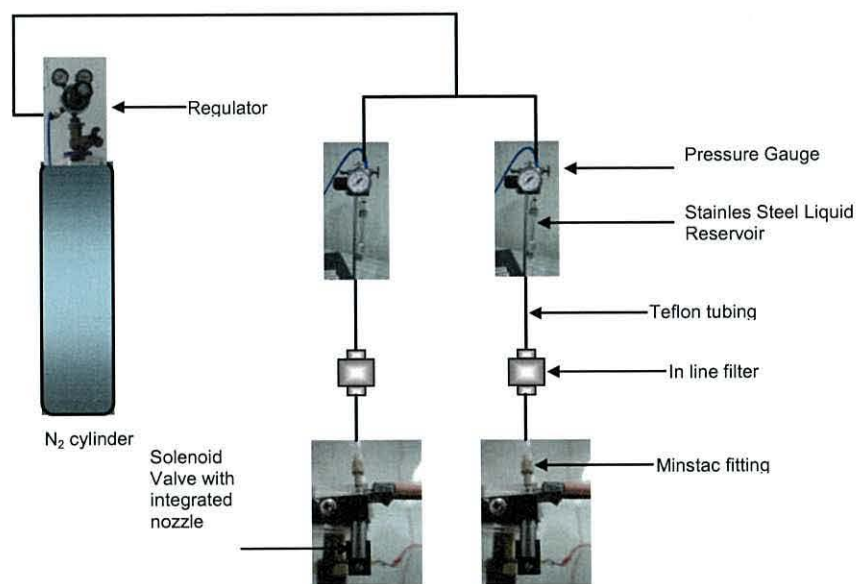 Regulator
Pressure Gauge
Stainles Steel Liquid
Reservoir
Teflon tubing
In line filter
N₂ cylinder
Solenoid
Valve with
integrated
nozzle
Minstac fitting